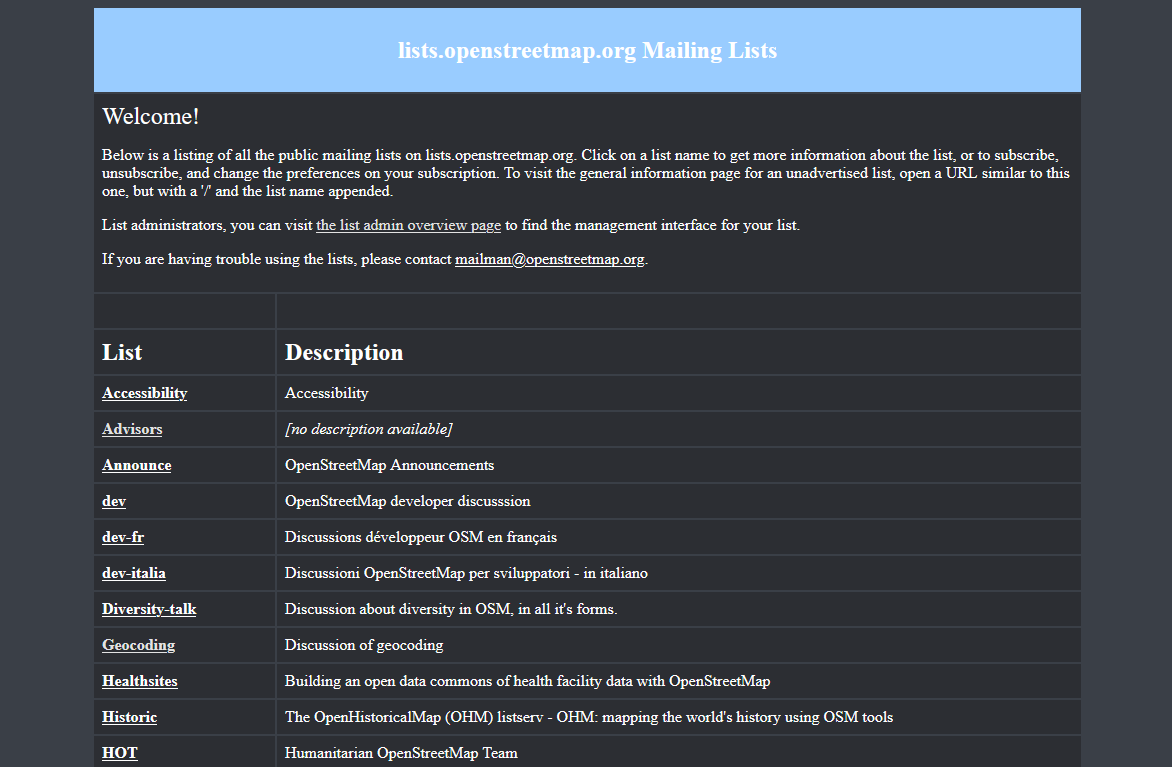 lists.openstreetmap.org Mailing Lists
Welcome!
Below is a listing of all the public mailing lists on lists.openstreetmap.org. Click on a list name to get more information about the list, or to subscribe,
unsubscribe, and change the preferences on your subscription. To visit the general information page for an unadvertised list, open a URL similar to this
one, but with a '/' and the list name appended.
List administrators, you can visit the list admin overview page to find the management interface for your list.
If you are having trouble using the lists, please contact mailman@openstreetmap.org.
List Description
Accessibility Accessibility
Advisors [no description available]
Announce OpenStreetMap Announcements
dev OpenStreetMap developer discusssion
dev-fr Discussions développeur OSM en français
dev-italia Discussioni OpenStreetMap per sviluppatori - in italiano
Diversity-talk Discussion about diversity in OSM, in all it's forms.
Geocoding Discussion of geocoding
Healthsites Building an open data commons of health facility data with OpenStreetMap
Historic The OpenHistoricalMap (OHM) listserv - OHM: mapping the world's history using OSM tools
HOT Humanitarian OpenStreetMap Team